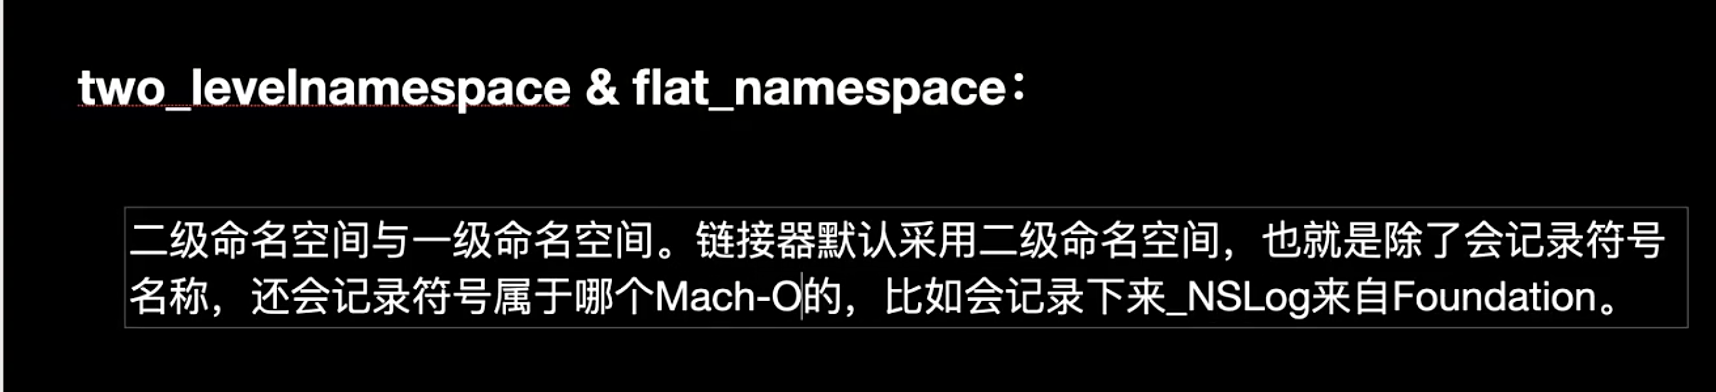 two_levelnamespace & flat_namespace：
二级命名空间与一级命名空间。链接器默认采用二级命名空间，也就是除了会记录符号
名称，还会记录符号属于哪个Mach-O的，比如会记录下来_NSLog来自Foundation。